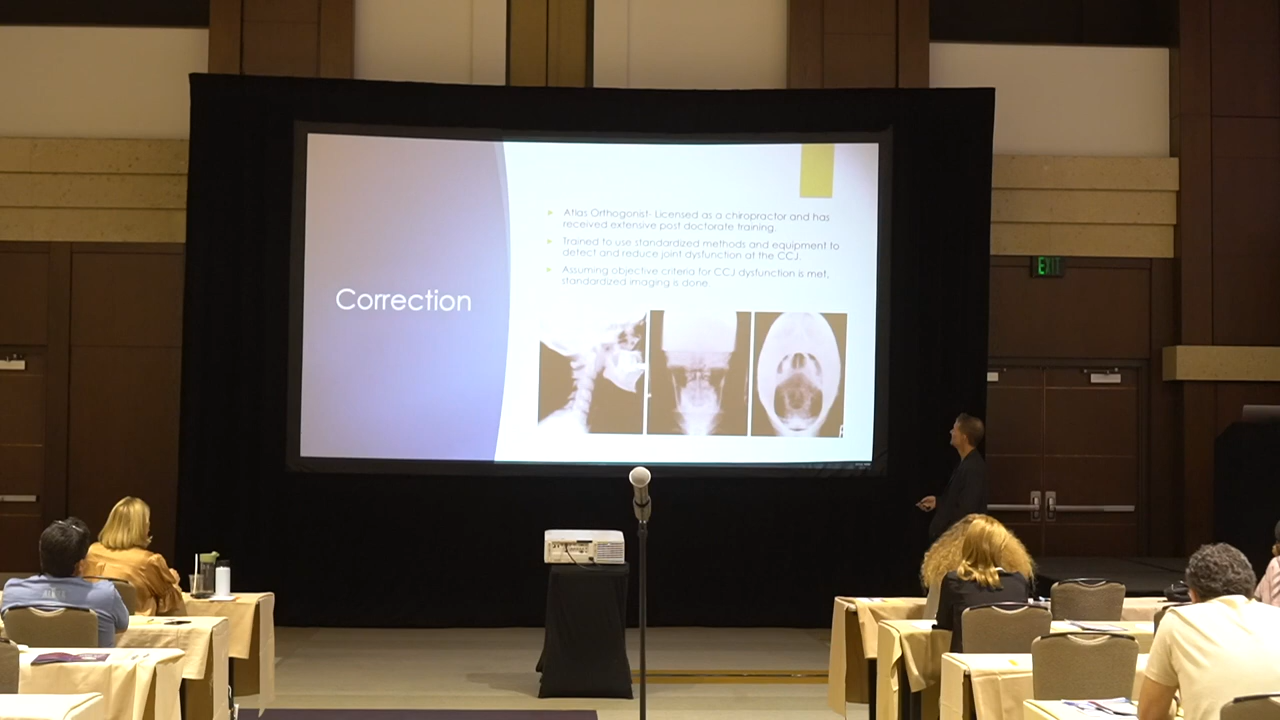 Correction
Atlas Orthogonist- Licensed as a chiropractor and has
received extensive post doctorate training.
Trained to use standardized methods and equipment to
detect and reduce joint dysfunction at the CCJ.
Assuming objective criteria for CCJ dysfunction is met,
standardized imaging is done.
EXIT